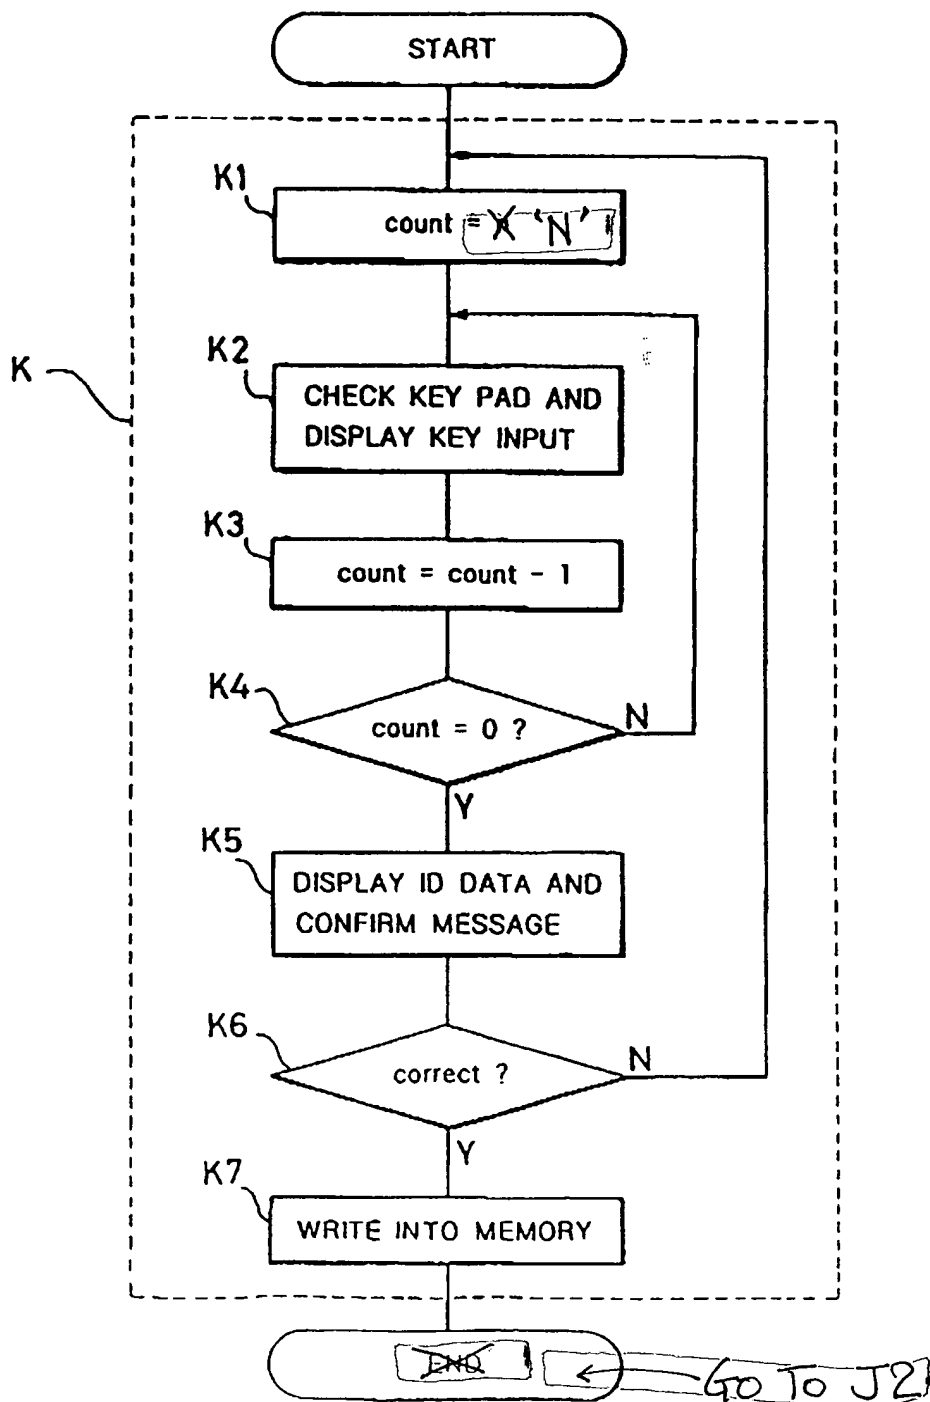 START
K1
count = 'N'
K
K2
CHECK KEY PAD AND
DISPLAY KEY INPUT
K3
count = count - 1
K4
count = 0 ?
N
Y
K5
DISPLAY ID DATA AND
CONFIRM MESSAGE
K6
correct ?
N
Y
K7
WRITE INTO MEMORY
END
GO TO J2